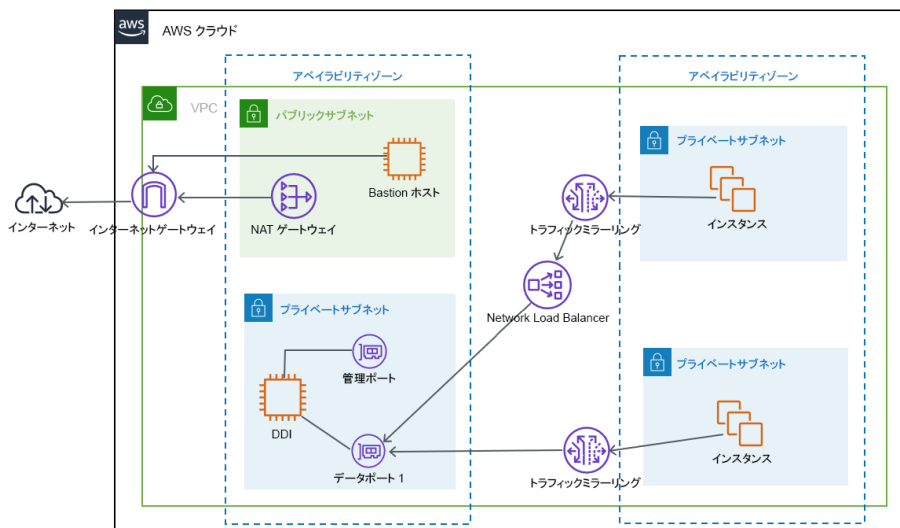 aws
AWS クラウド
アベイラビリティゾーン
アベイラビリティゾーン
VPC
パブリックサブネット
プライベートサブネット
Bastion ホスト
インターネット
インターネットゲートウェイ
NAT ゲートウェイ
トラフィックミラーリング
インスタンス
プライベートサブネット
Network Load Balancer
プライベートサブネット
管理ポート
DDI
データポート 1
トラフィックミラーリング
インスタンス